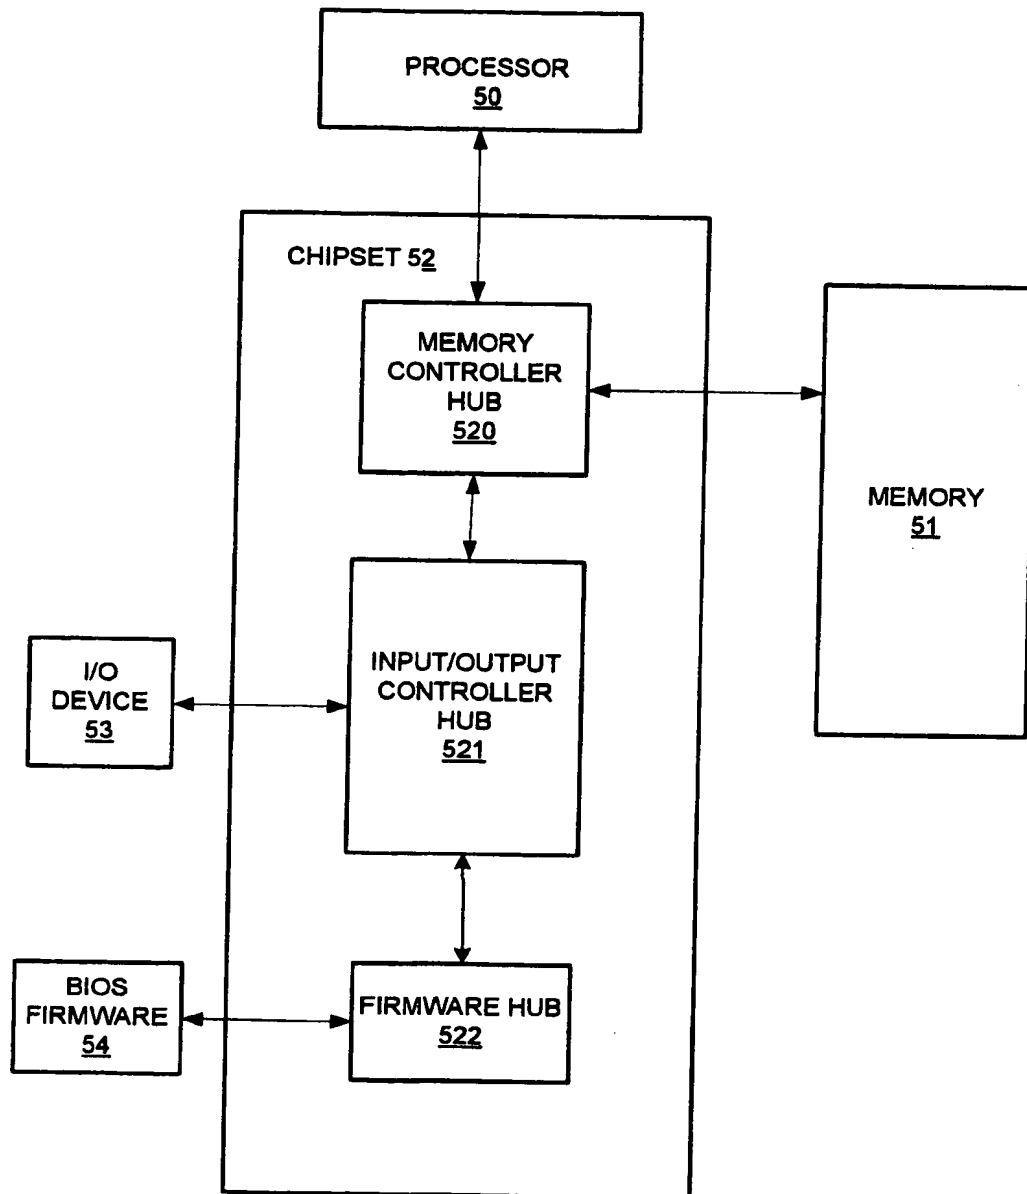 PROCESSOR
50
CHIPSET 52
MEMORY
CONTROLLER
HUB
520
MEMORY
51
INPUT/OUTPUT
CONTROLLER
HUB
521
I/O
DEVICE
53
BIOS
FIRMWARE
54
FIRMWARE HUB
522